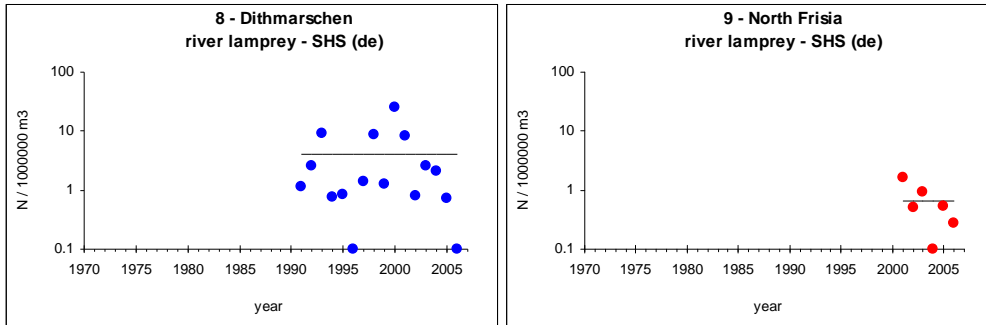 8 - Dithmarschen
river lamprey - SHS (de)
N / 1000000 m3
100
10
1
0.1
1970 1975 1980 1985 1990 1995 2000 2005
year
9 - North Frisia
river lamprey - SHS (de)
N / 1000000 m3
100
10
1
0.1
1970 1975 1980 1985 1990 1995 2000 2005
year